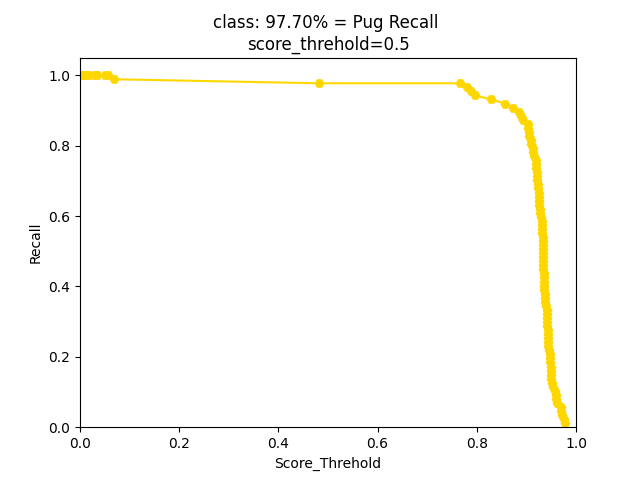 class: 97.70% = Pug Recall
score_threhold=0.5
1.0
0.8
0.6
0.4
0.2
0.0
Recall
0.0 0.2 0.4 0.6 0.8 1.0
Score_Threhold